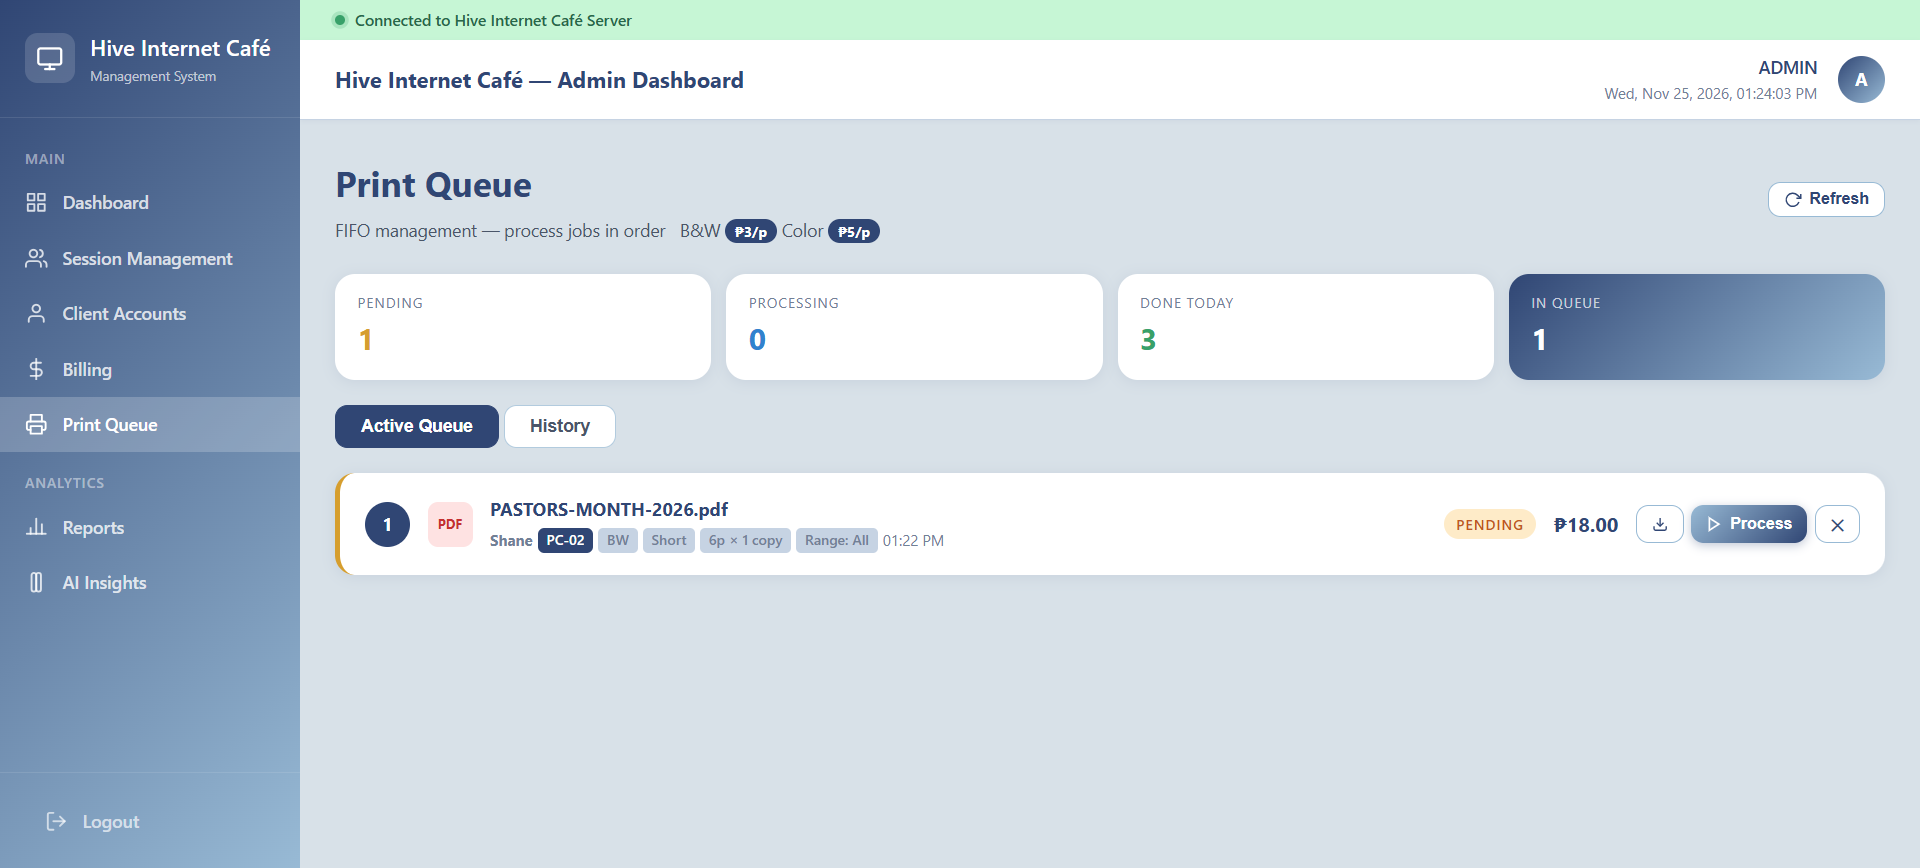 Hive Internet Café
Management System
MAIN
Dashboard
Session Management
Client Accounts
Billing
Print Queue
ANALYTICS
Reports
AI Insights
Logout
Connected to Hive Internet Café Server
Hive Internet Café — Admin Dashboard
ADMIN
Wed, Nov 25, 2026, 01:24:03 PM
A
Print Queue
FIFO management — process jobs in order B&W ₱3/p Color ₱5/p
Refresh
PENDING
1
PROCESSING
0
DONE TODAY
3
IN QUEUE
1
Active Queue
History
1
PDF
PASTORS-MONTH-2026.pdf
Shane PC-02 BW Short 6p × 1 copy Range: All 01:22 PM
PENDING
₱18.00
Process